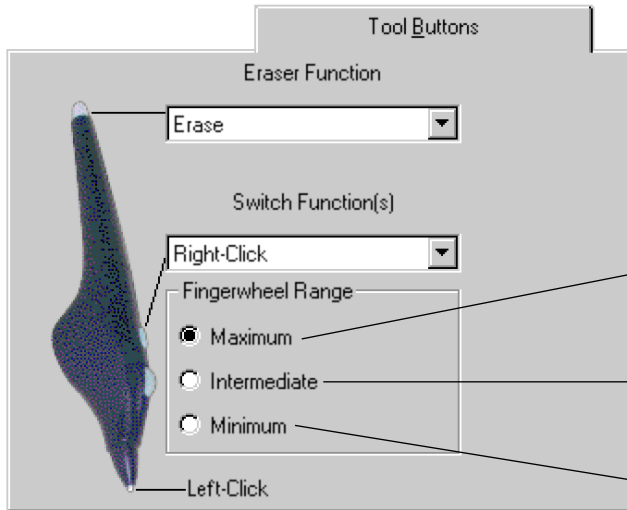 Tool Buttons
Eraser Function
Erase
Switch Function(s)
Right-Click
Fingerwheel Range
Maximum
Intermediate
Minimum
Left-Click